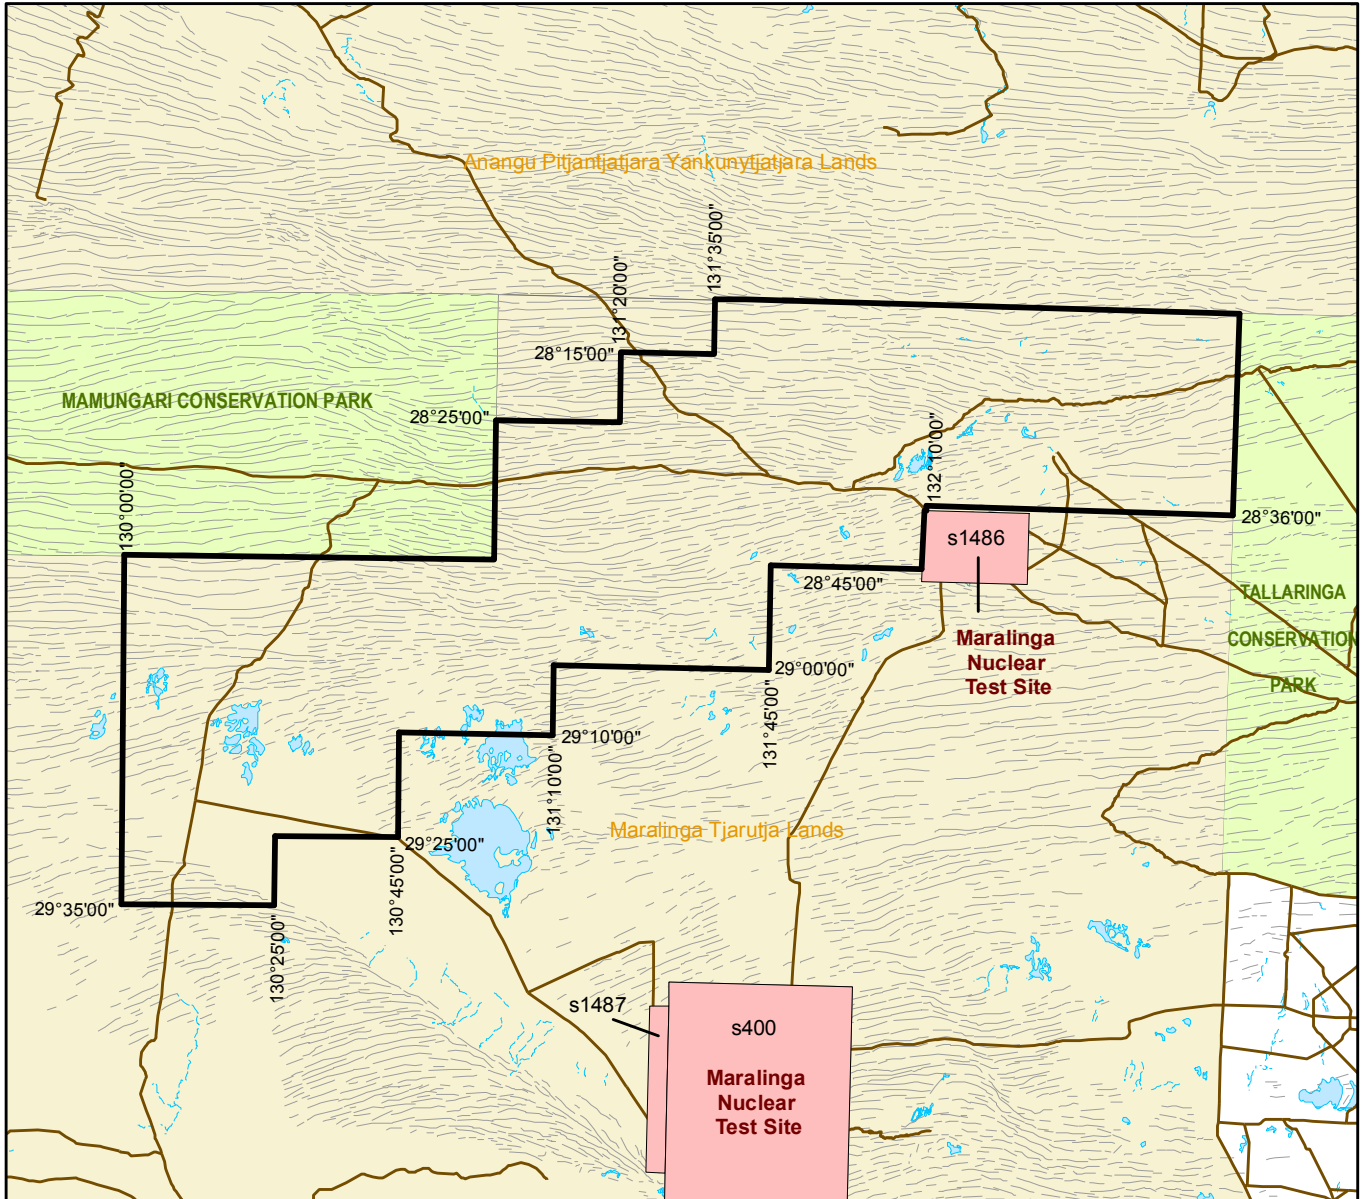 Anangu Pitjantjatjara Yankunytjatjara Lands
131°35'00"
131°20'00"
28°15'00"
MAMUNGARI CONSERVATION PARK
28°25'00"
130°00'00"
132°10'00"
28°36'00"
s1486
28°45'00"
TALLARINGA
CONSERVATION
PARK
Maralinga
Nuclear
Test Site
29°00'00"
131°45'00"
29°10'00"
131°10'00"
Maralinga Tjarutja Lands
29°25'00"
130°45'00"
29°35'00"
130°25'00"
s1487
s400
Maralinga
Nuclear
Test Site